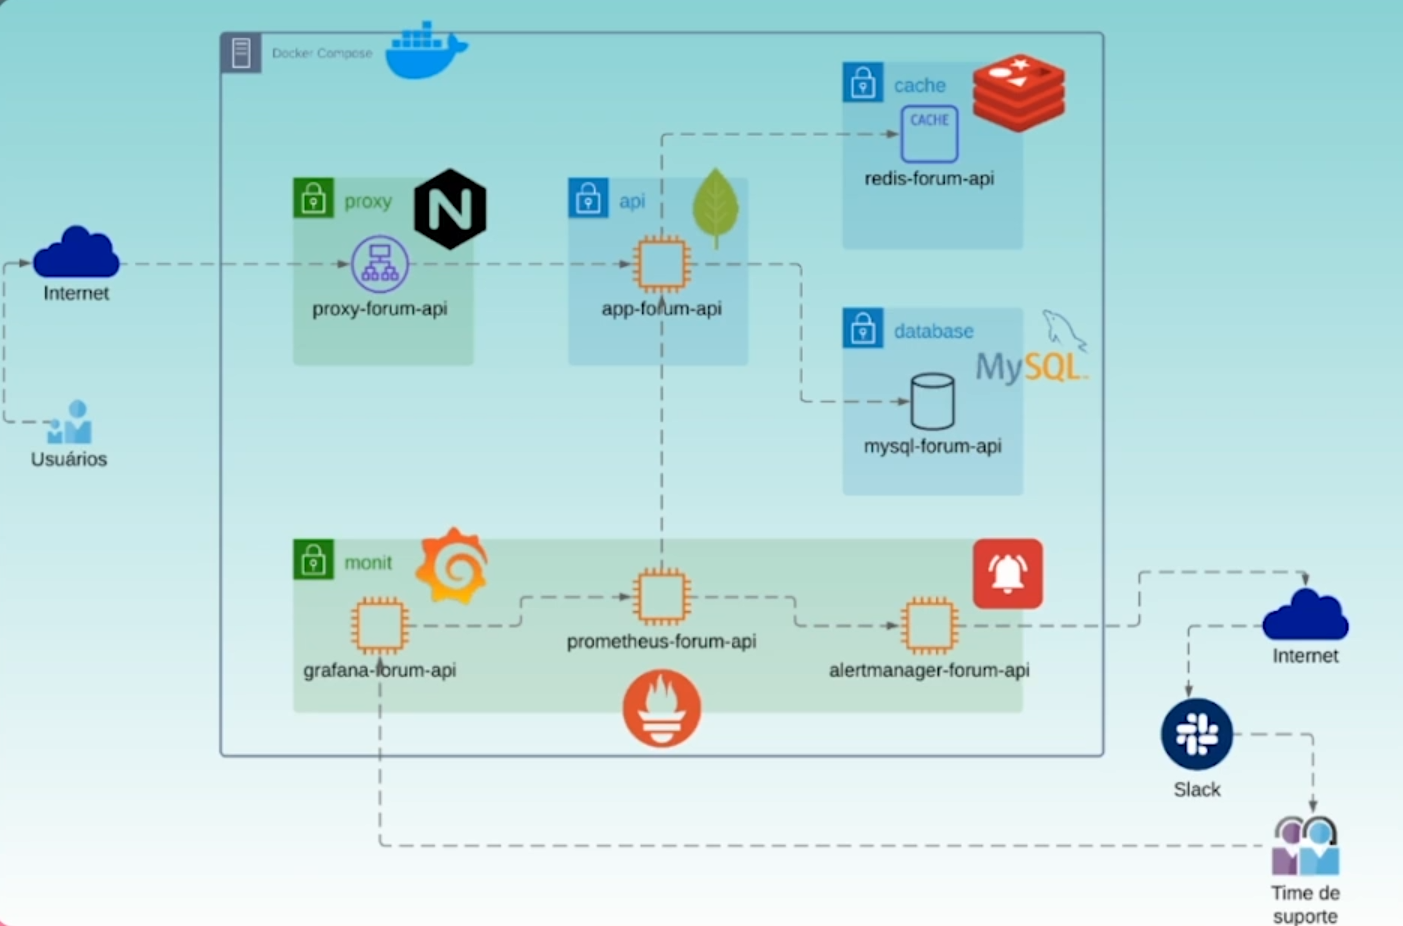 Docker Compose
cache
CACHE
redis-forum-api
proxy
proxy-forum-api
api
app-forum-api
Internet
database
MySQL
mysql-forum-api
Usuários
monit
grafana-forum-api
prometheus-forum-api
alertmanager-forum-api
Internet
Slack
Time de
suporte